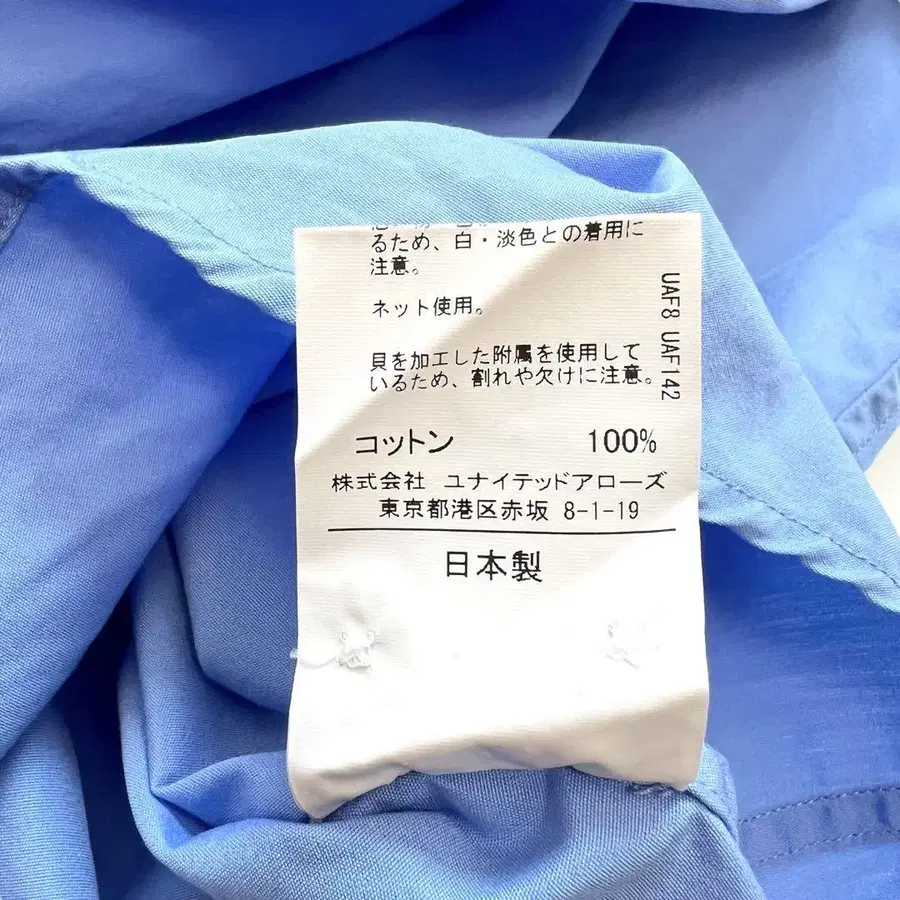 るため、白・淡色との着用に
注意。
ネット使用。
貝を加工した附属を使用して
いるため、割れや欠けに注意。
UAF8 UAF142
コットン 100%
株式会社 ユナイテッドアローズ
東京都港区赤坂 8-1-19
日本製